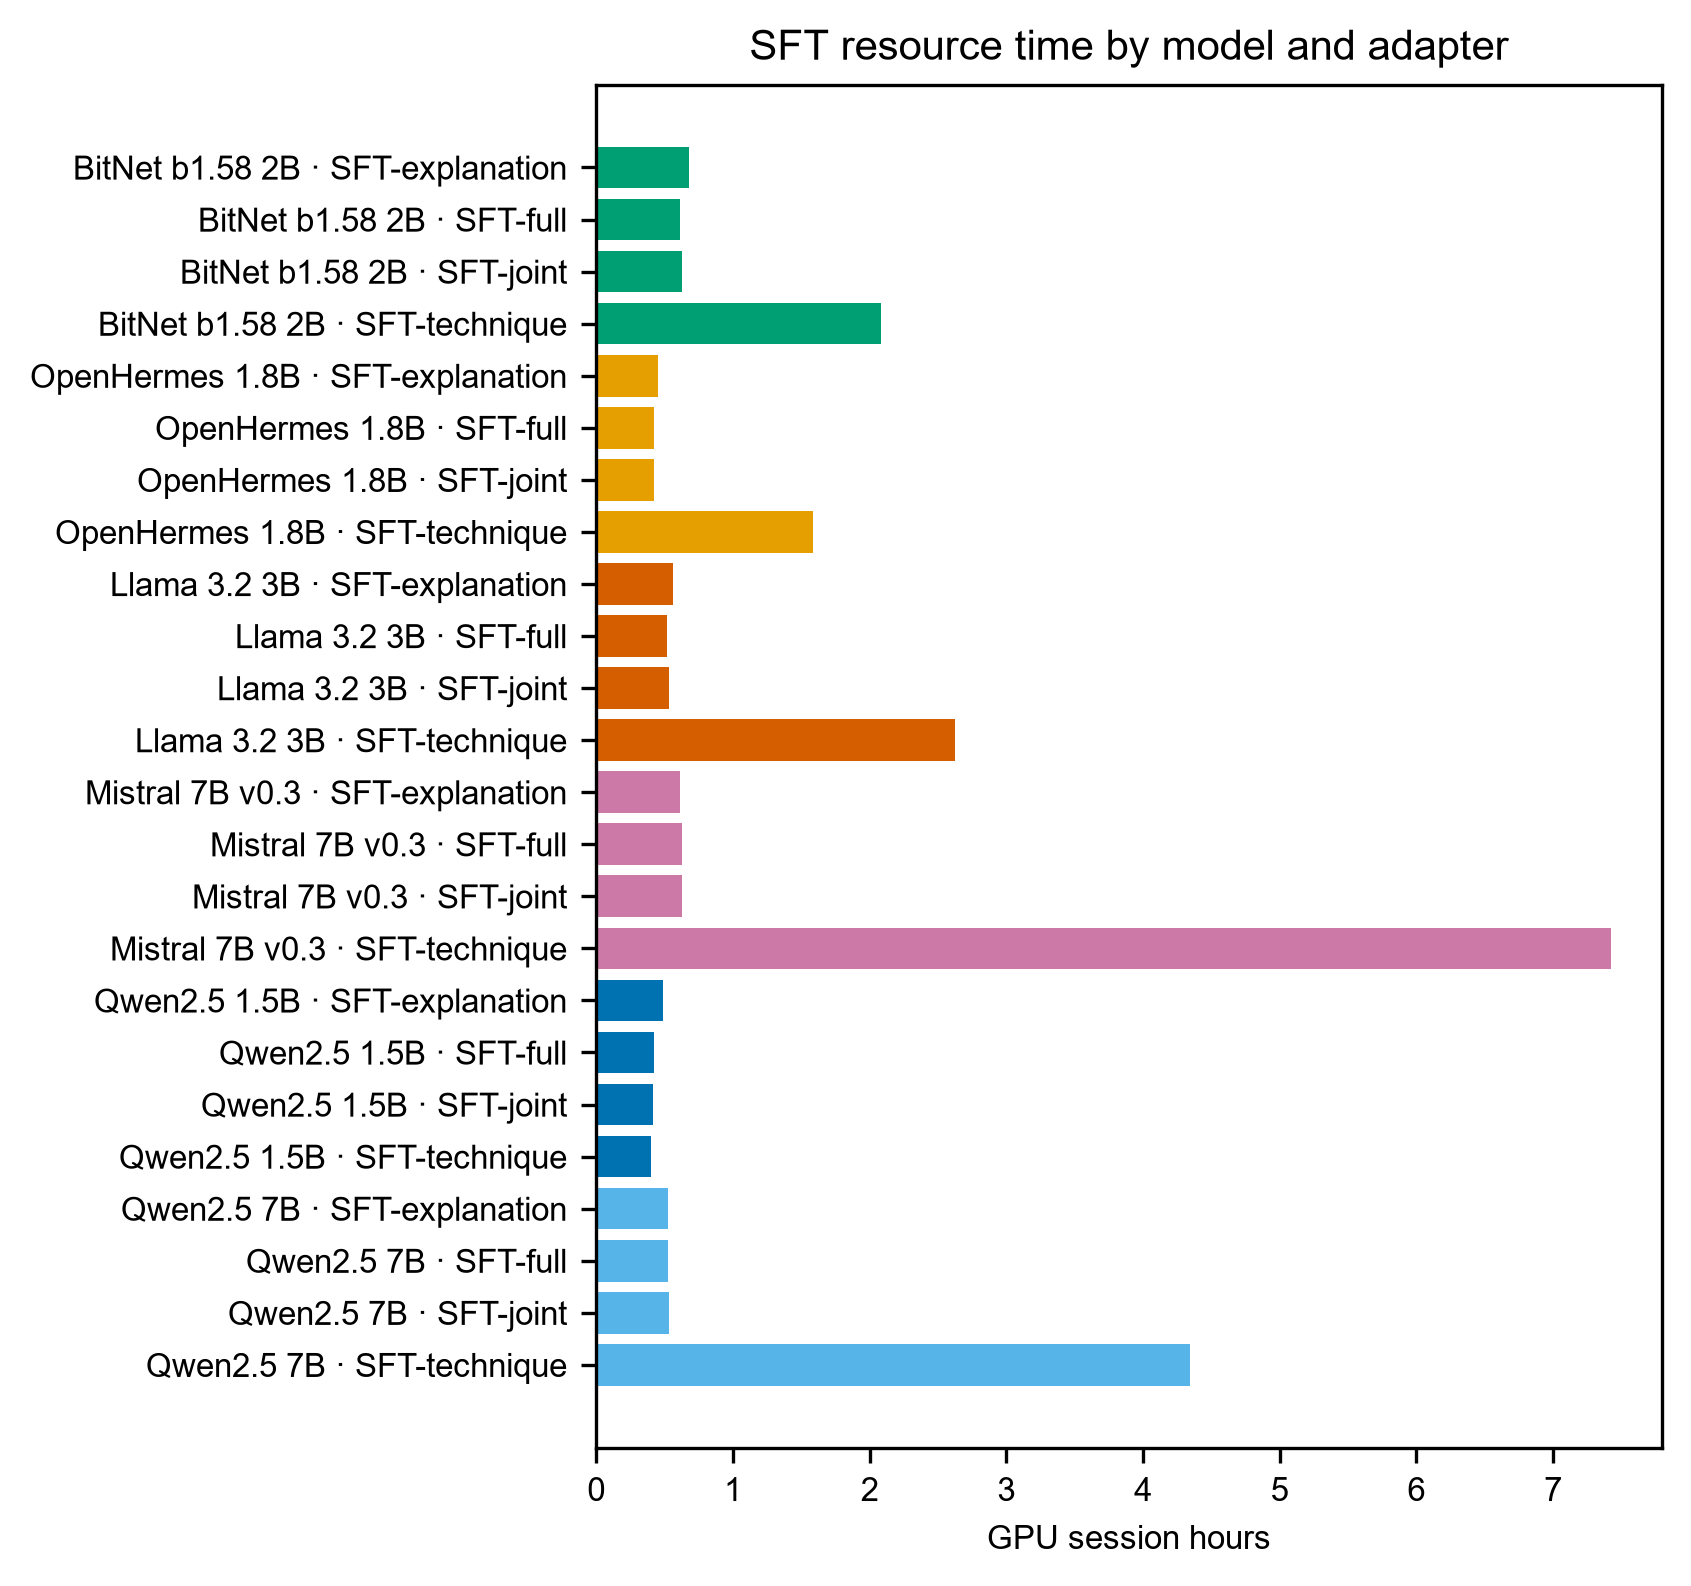 SFT resource time by model and adapter
BitNet b1.58 2B · SFT-explanation
BitNet b1.58 2B · SFT-full
BitNet b1.58 2B · SFT-joint
BitNet b1.58 2B · SFT-technique
OpenHermes 1.8B · SFT-explanation
OpenHermes 1.8B · SFT-full
OpenHermes 1.8B · SFT-joint
OpenHermes 1.8B · SFT-technique
Llama 3.2 3B · SFT-explanation
Llama 3.2 3B · SFT-full
Llama 3.2 3B · SFT-joint
Llama 3.2 3B · SFT-technique
Mistral 7B v0.3 · SFT-explanation
Mistral 7B v0.3 · SFT-full
Mistral 7B v0.3 · SFT-joint
Mistral 7B v0.3 · SFT-technique
Qwen2.5 1.5B · SFT-explanation
Qwen2.5 1.5B · SFT-full
Qwen2.5 1.5B · SFT-joint
Qwen2.5 1.5B · SFT-technique
Qwen2.5 7B · SFT-explanation
Qwen2.5 7B · SFT-full
Qwen2.5 7B · SFT-joint
Qwen2.5 7B · SFT-technique
0 1 2 3 4 5 6 7
GPU session hours